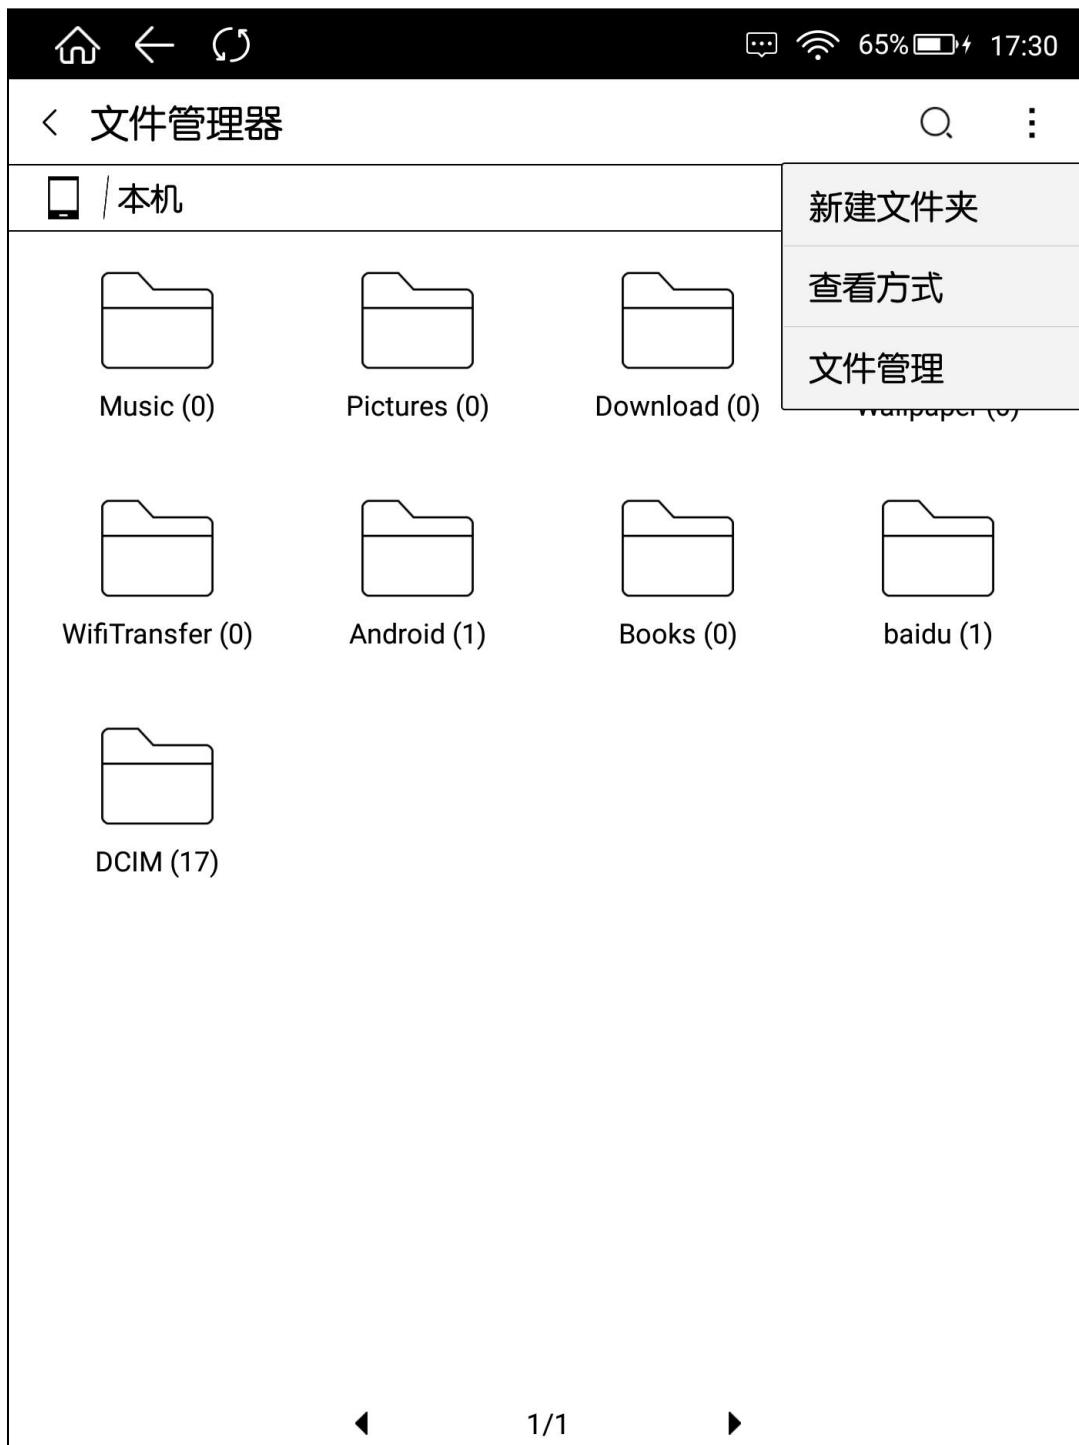 65% 17:30
文件管理器
本机
新建文件夹
查看方式
文件管理
Music (0)
Pictures (0)
Download (0)
Wallpaper (0)
WifiTransfer (0)
Android (1)
Books (0)
baidu (1)
DCIM (17)
1/1